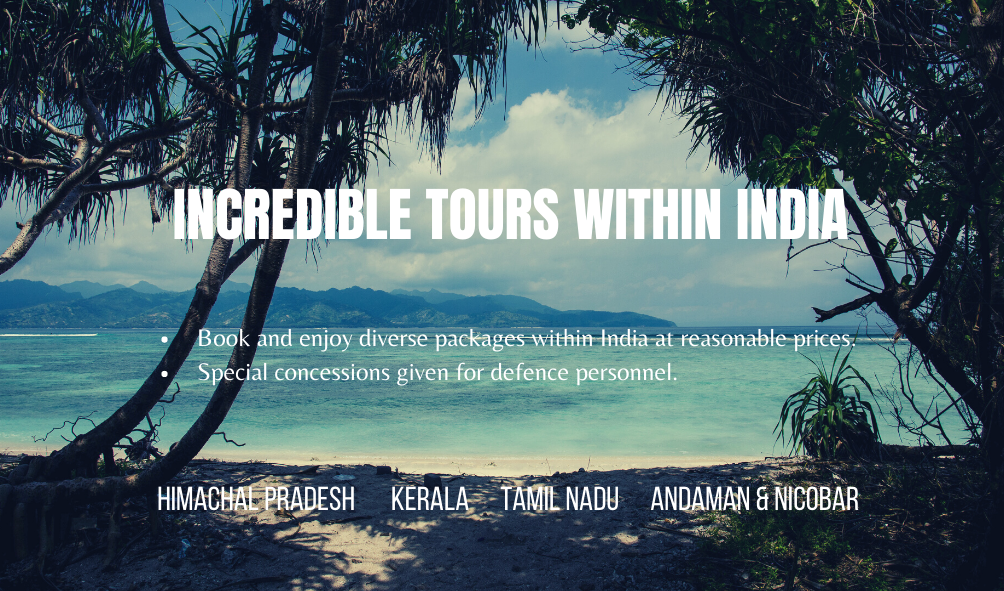 INCREDIBLE TOURS WITHIN INDIA
• Book and enjoy diverse packages within India at reasonable prices.
• Special concessions given for defence personnel.
HIMACHAL PRADESH KERALA TAMIL NADU ANDAMAN & NICOBAR